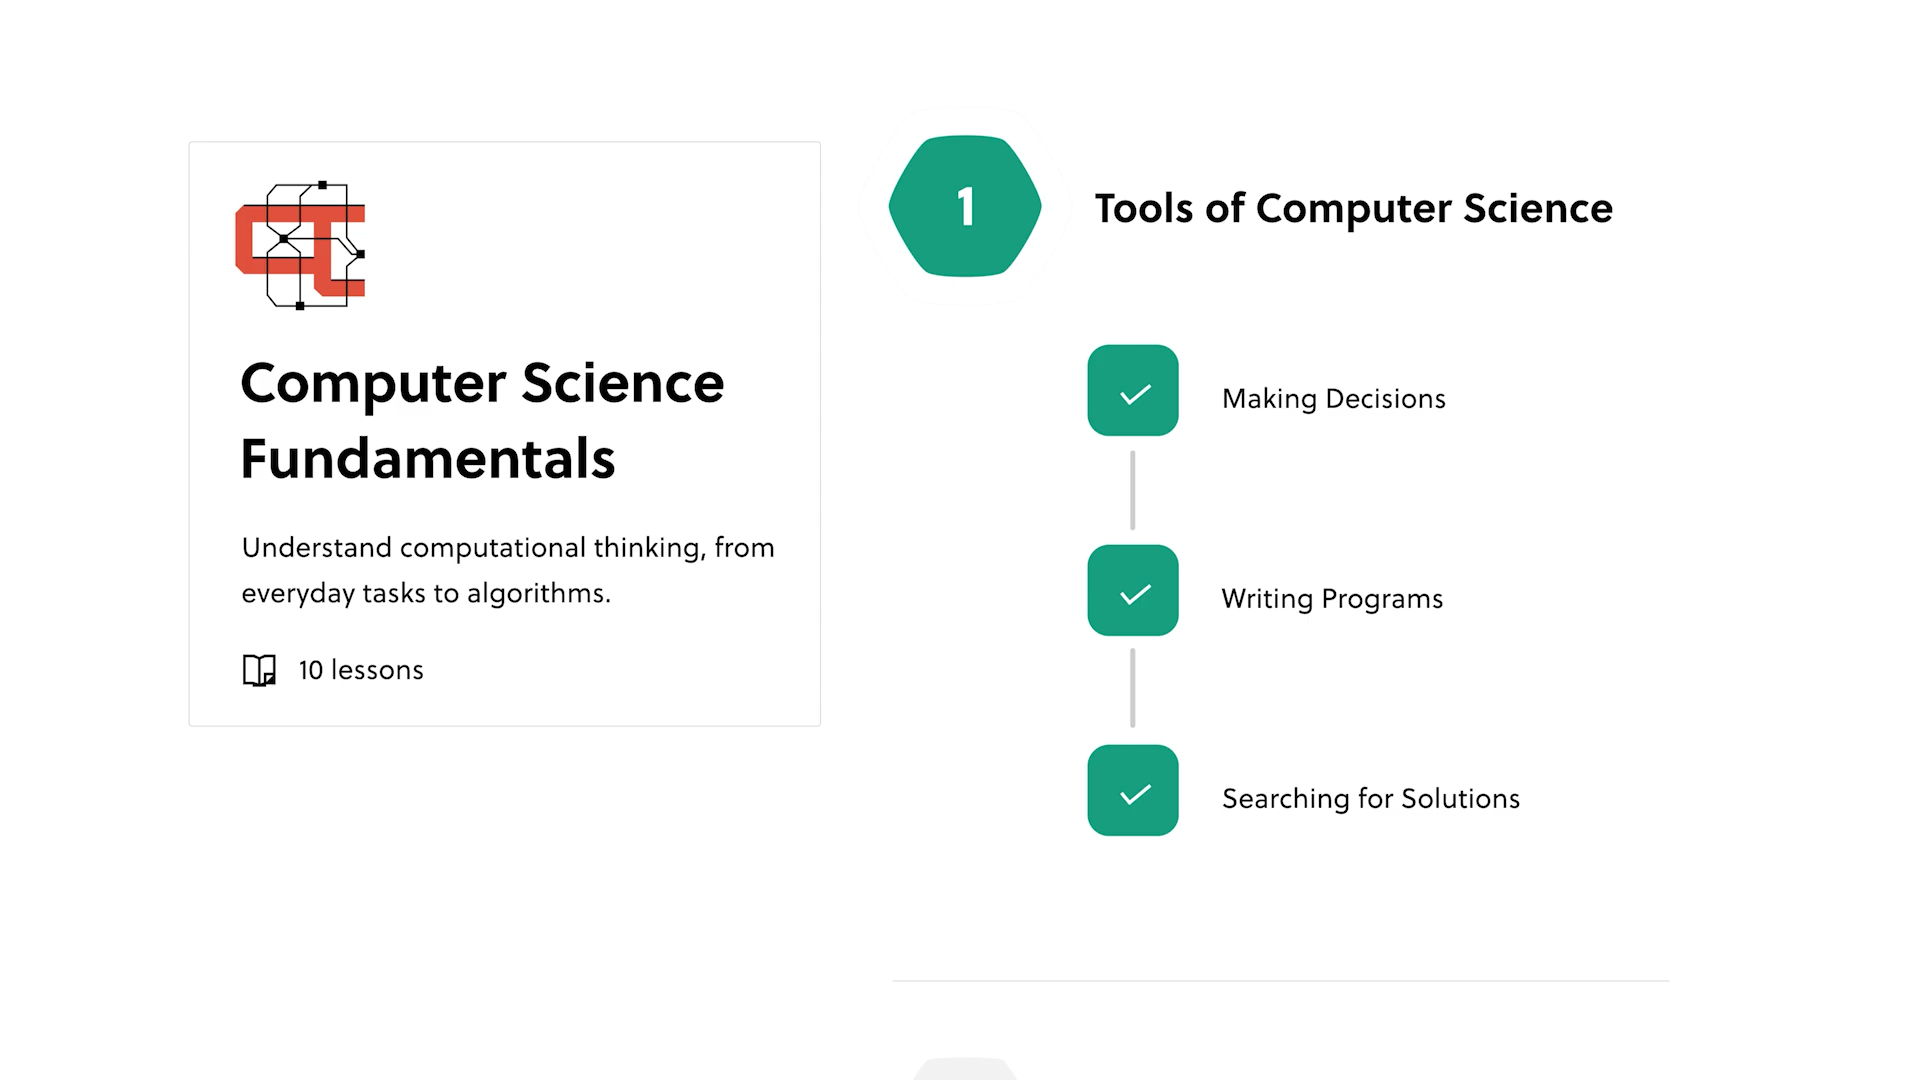 Computer Science
Fundamentals
Understand computational thinking, from
everyday tasks to algorithms.
10 lessons
1
Tools of Computer Science
Making Decisions
Writing Programs
Searching for Solutions